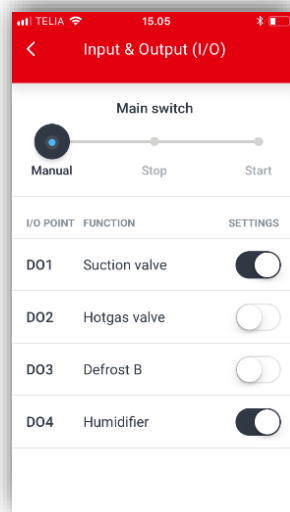 TELIA 15.05
Input & Output (I/O)
Main switch
Manual Stop Start
I/O POINT FUNCTION SETTINGS
DO1 Suction valve
DO2 Hotgas valve
DO3 Defrost B
DO4 Humidifier